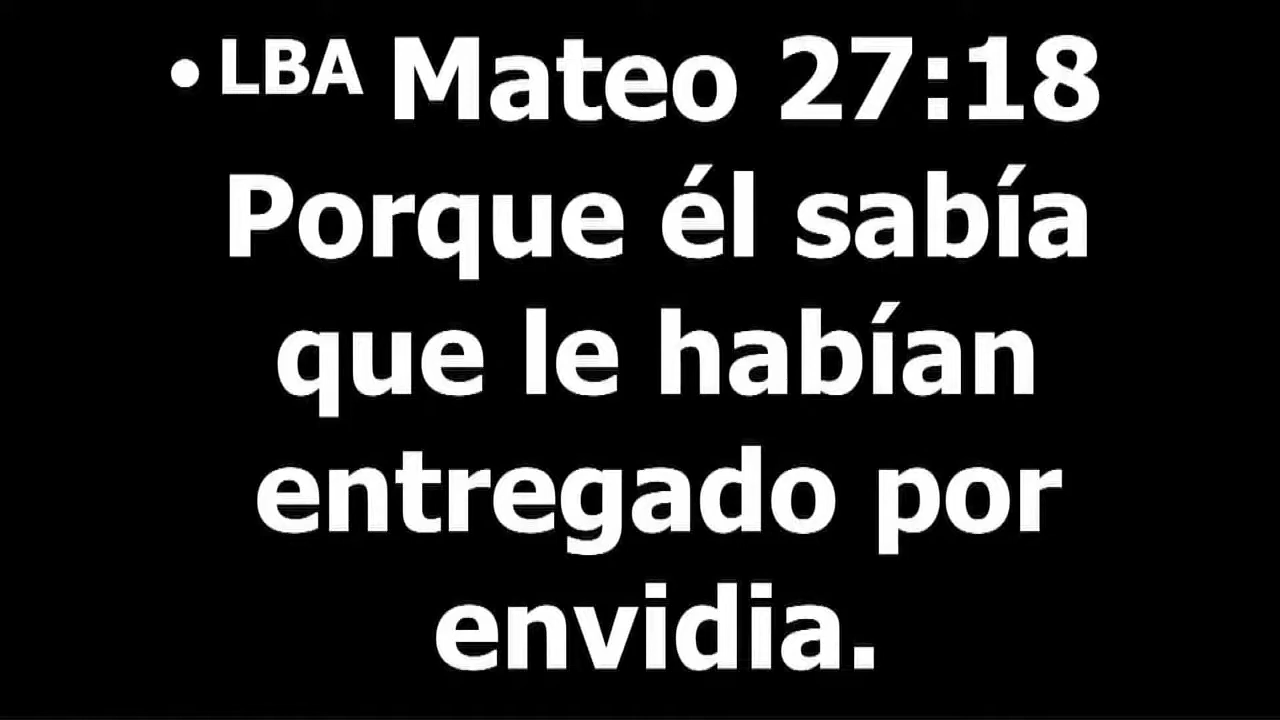 • LBA Mateo 27:18
Porque él sabía
que le habían
entregado por
envidia.